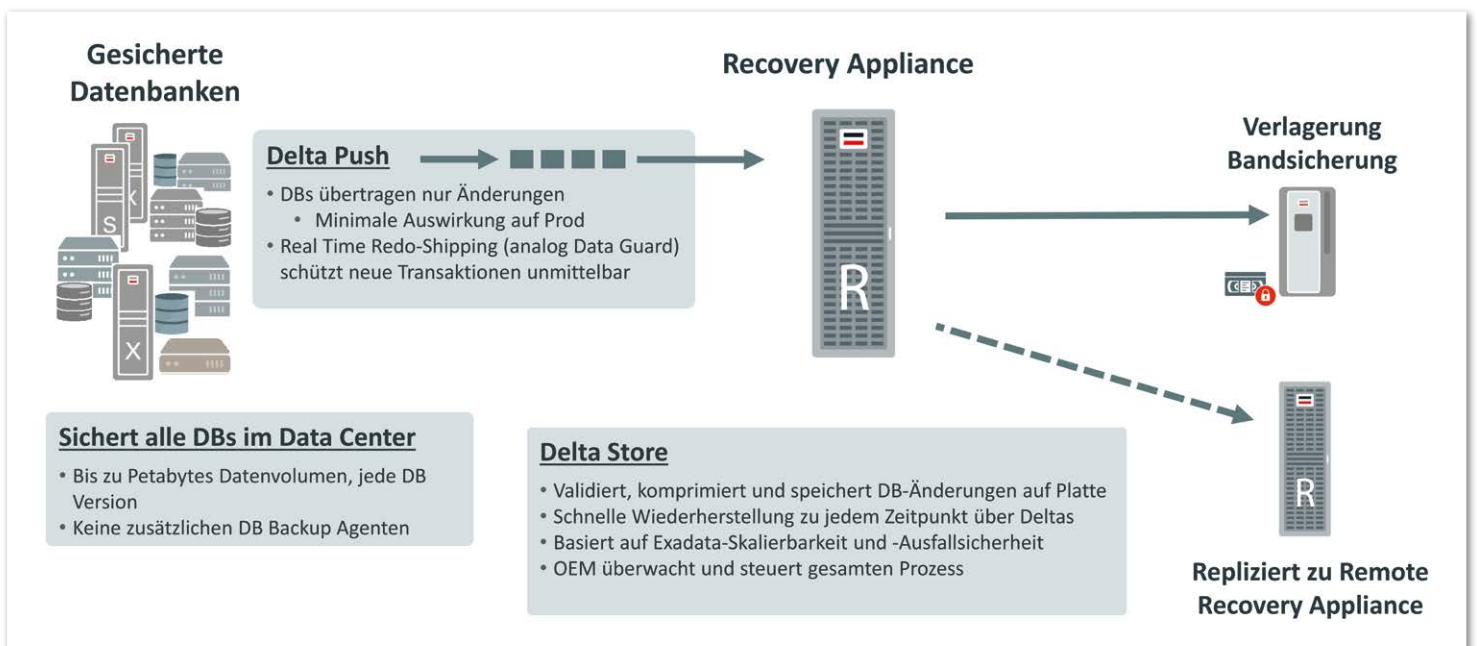 Gesicherte
Datenbanken
Recovery Appliance
Verlagerung
Bandsicherung
Delta Push
• DBs übertragen nur Änderungen
• Minimale Auswirkung auf Prod
• Real Time Redo-Shipping (analog Data Guard)
schützt neue Transaktionen unmittelbar
X
S
X
R
Sichert alle DBs im Data Center
• Bis zu Petabytes Datenvolumen, jede DB
Version
• Keine zusätzlichen DB Backup Agenten
Delta Store
• Validiert, komprimiert und speichert DB-Änderungen auf Platte
• Schnelle Wiederherstellung zu jedem Zeitpunkt über Deltas
• Basiert auf Exadata-Skalierbarkeit und -Ausfallsicherheit
• OEM überwacht und steuert gesamten Prozess
R
Repliziert zu Remote
Recovery Appliance